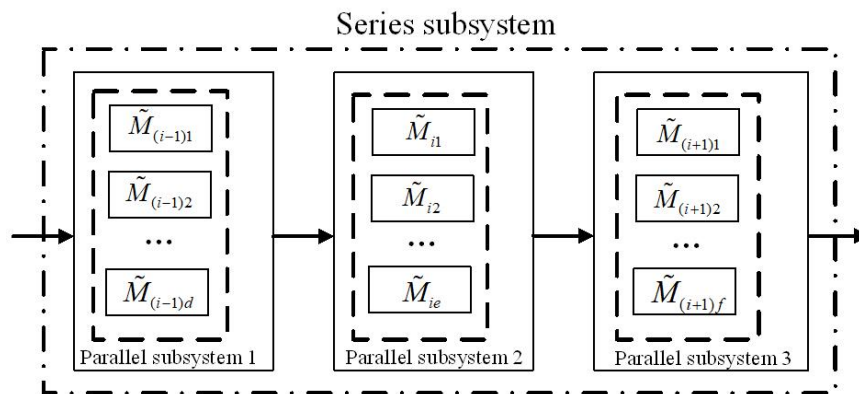 Series subsystem
M̃(i−1)1
M̃(i−1)2
...
M̃(i−1)d
Parallel subsystem 1
M̃i1
M̃i2
...
M̃ie
Parallel subsystem 2
M̃(i+1)1
M̃(i+1)2
...
M̃(i+1)f
Parallel subsystem 3